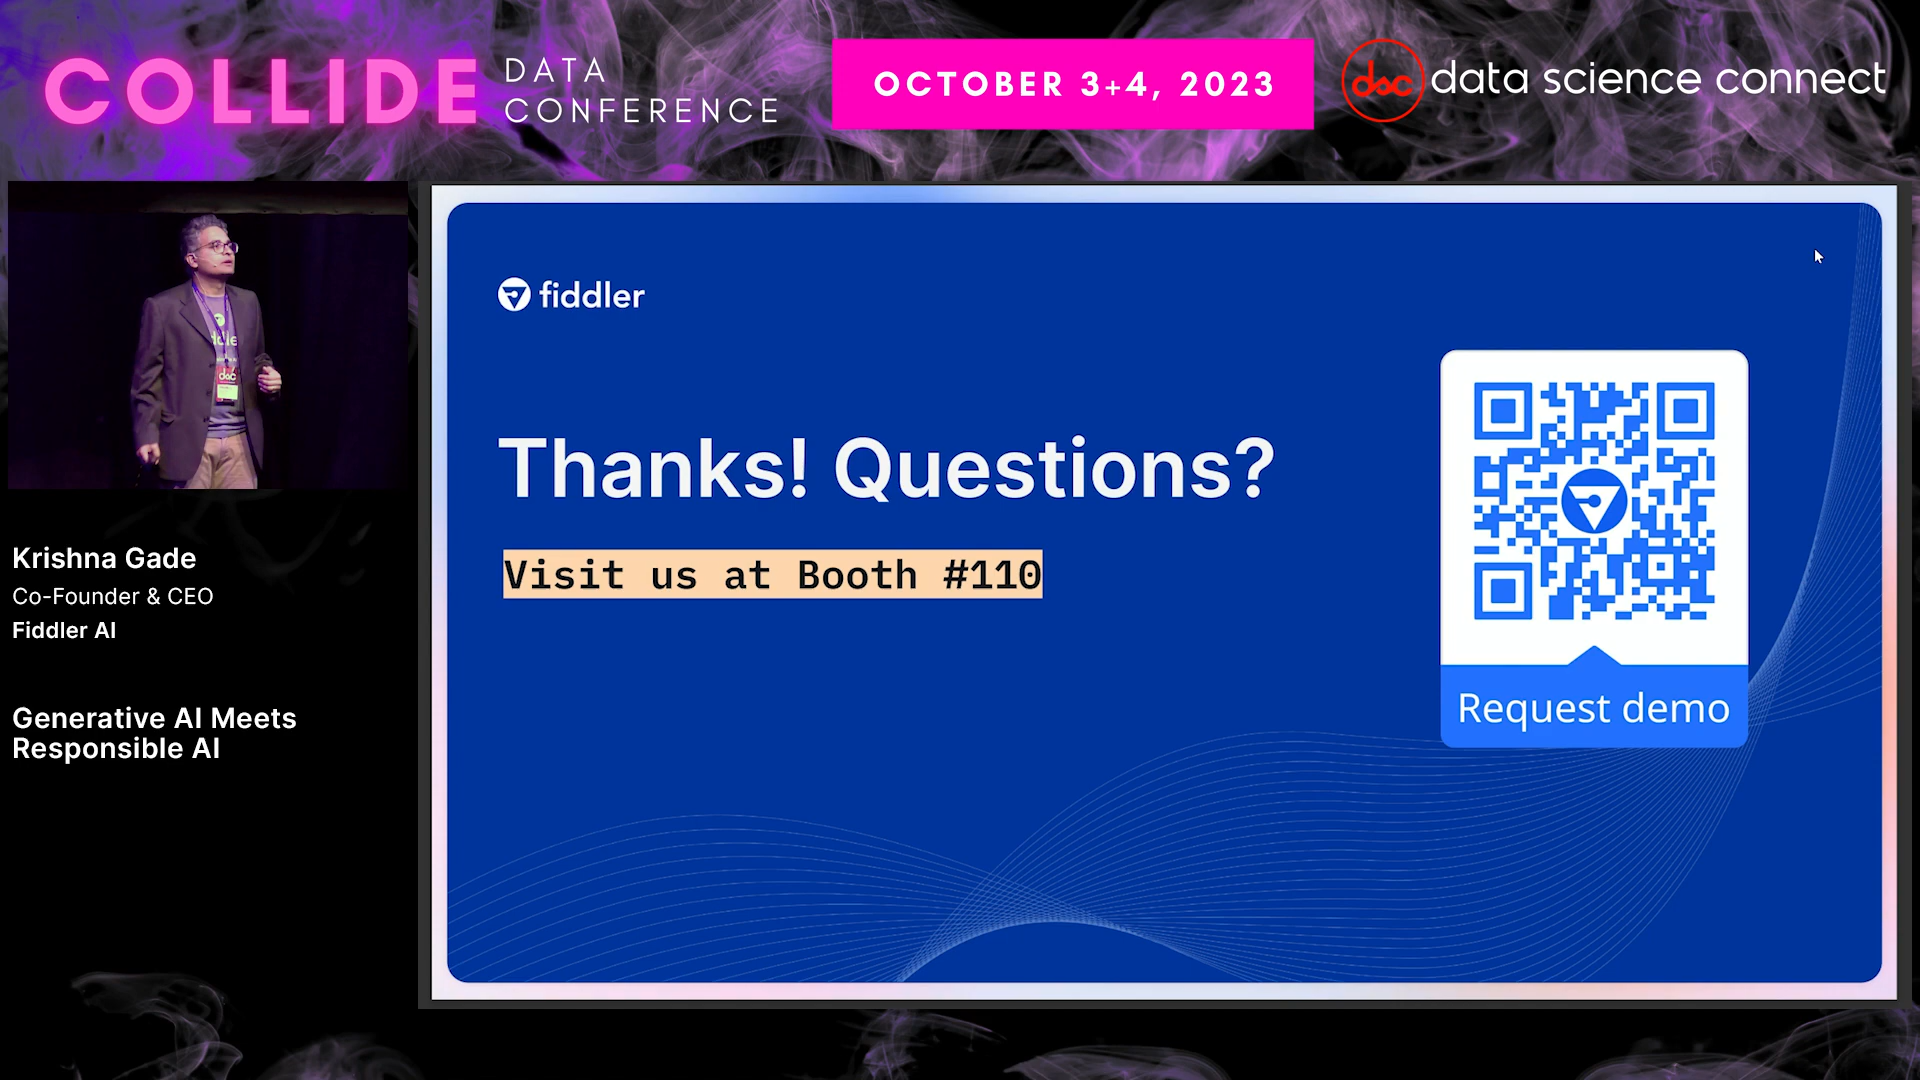 COLLIDE
DATA
CONFERENCE
OCTOBER 3+4, 2023
dsc data science connect
fiddler
Thanks! Questions?
Visit us at Booth #110
Request demo
Krishna Gade
Co-Founder & CEO
Fiddler AI
Generative AI Meets
Responsible AI